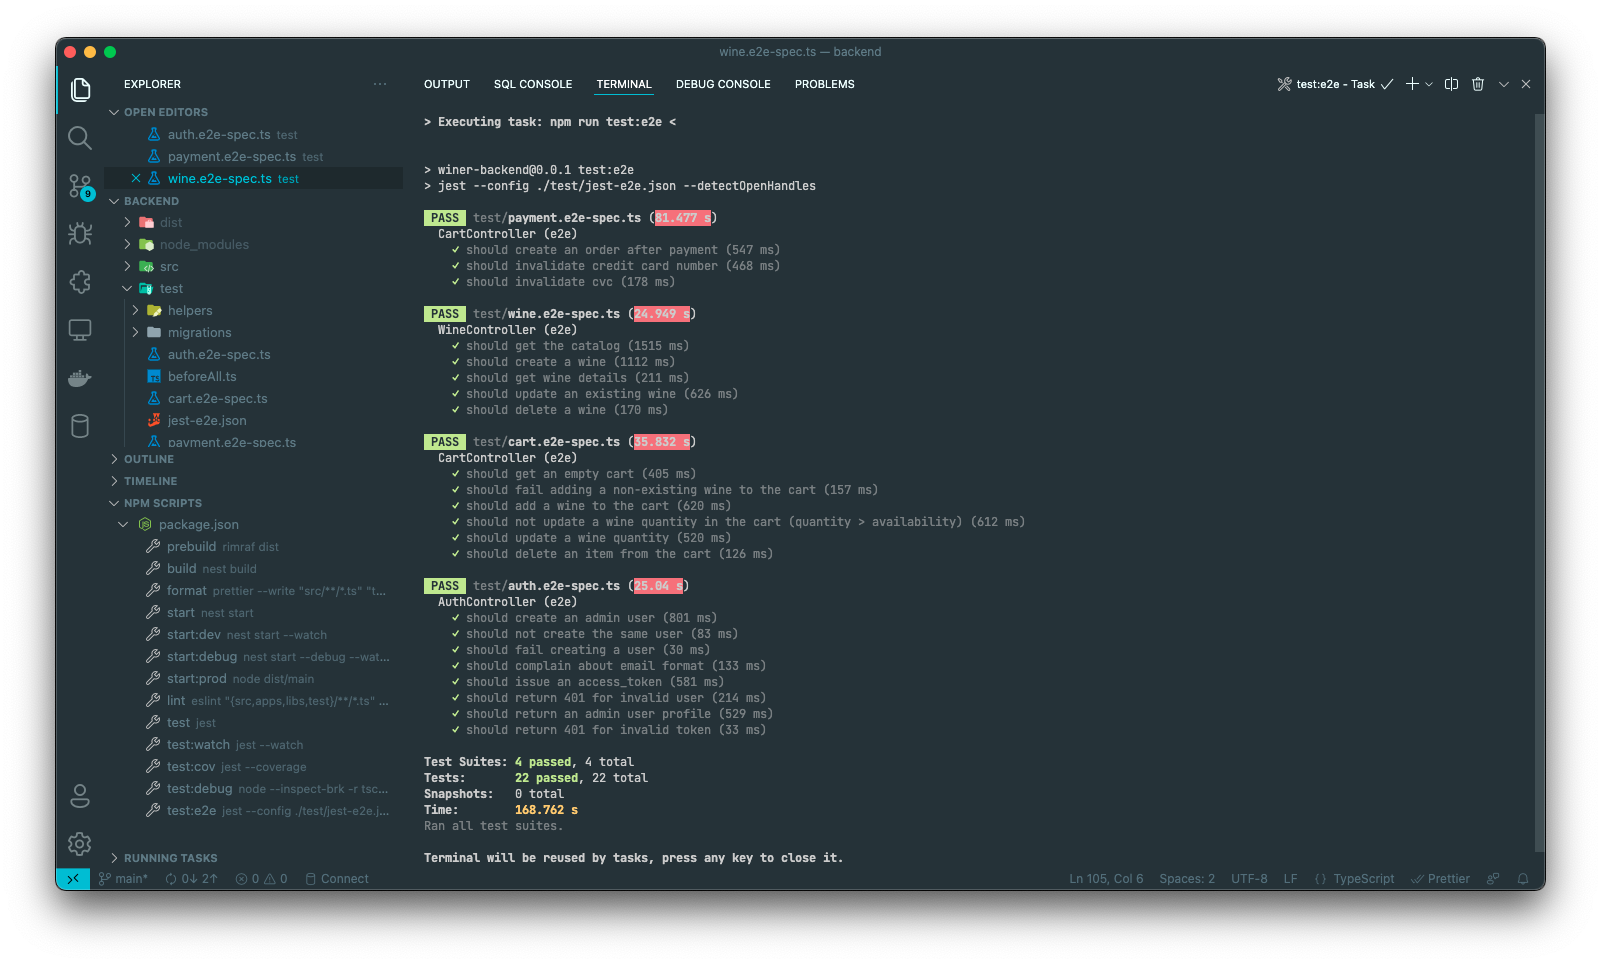 wine.e2e-spec.ts — backend
EXPLORER
OPEN EDITORS
auth.e2e-spec.ts test
payment.e2e-spec.ts test
wine.e2e-spec.ts test
BACKEND
dist
node_modules
src
test
helpers
migrations
auth.e2e-spec.ts
beforeAll.ts
cart.e2e-spec.ts
jest-e2e.json
payment.e2e-spec.ts
OUTLINE
TIMELINE
NPM SCRIPTS
package.json
prebuild rimraf dist
build nest build
format prettier --write "src/**/*.ts" "t...
start nest start
start:dev nest start --watch
start:debug nest start --debug --wat...
start:prod node dist/main
lint eslint "{src,apps,libs,test}/**/*.ts" ...
test jest
test:watch jest --watch
test:cov jest --coverage
test:debug node --inspect-brk -r tsc...
test:e2e jest --config ./test/jest-e2e.j...
RUNNING TASKS
9
OUTPUT SQL CONSOLE TERMINAL DEBUG CONSOLE PROBLEMS
test:e2e - Task ✓
> Executing task: npm run test:e2e <
> winer-backend@0.0.1 test:e2e
> jest --config ./test/jest-e2e.json --detectOpenHandles
PASS test/payment.e2e-spec.ts (81.477 s)
CartController (e2e)
✓ should create an order after payment (547 ms)
✓ should invalidate credit card number (468 ms)
✓ should invalidate cvc (178 ms)
PASS test/wine.e2e-spec.ts (24.949 s)
WineController (e2e)
✓ should get the catalog (1515 ms)
✓ should create a wine (1112 ms)
✓ should get wine details (211 ms)
✓ should update an existing wine (626 ms)
✓ should delete a wine (170 ms)
PASS test/cart.e2e-spec.ts (35.832 s)
CartController (e2e)
✓ should get an empty cart (405 ms)
✓ should fail adding a non-existing wine to the cart (157 ms)
✓ should add a wine to the cart (620 ms)
✓ should not update a wine quantity in the cart (quantity > availability) (612 ms)
✓ should update a wine quantity (520 ms)
✓ should delete an item from the cart (126 ms)
PASS test/auth.e2e-spec.ts (25.04 s)
AuthController (e2e)
✓ should create an admin user (801 ms)
✓ should not create the same user (83 ms)
✓ should fail creating a user (30 ms)
✓ should complain about email format (133 ms)
✓ should issue an access_token (581 ms)
✓ should return 401 for invalid user (214 ms)
✓ should return an admin user profile (529 ms)
✓ should return 401 for invalid token (33 ms)
Test Suites: 4 passed, 4 total
Tests: 22 passed, 22 total
Snapshots: 0 total
Time: 168.762 s
Ran all test suites.
Terminal will be reused by tasks, press any key to close it.
main* 0↓ 2↑ 0 0 Connect
Ln 105, Col 6 Spaces: 2 UTF-8 LF {} TypeScript Prettier